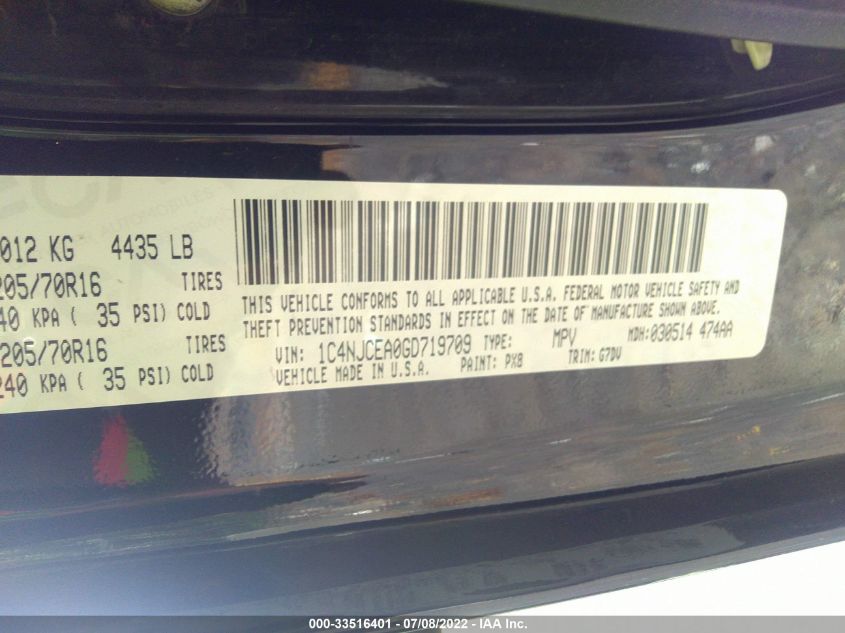 012 KG 4435 LB
205/70R16 TIRES
40 KPA ( 35 PSI) COLD
205/70R16 TIRES
240 KPA ( 35 PSI) COLD
THIS VEHICLE CONFORMS TO ALL APPLICABLE U.S.A. FEDERAL MOTOR VEHICLE SAFETY AND
THEFT PREVENTION STANDARDS IN EFFECT ON THE DATE OF MANUFACTURE SHOWN ABOVE.
VIN: 1C4NJCEA0GD719709 TYPE: MPV MDH:030514 474AA
VEHICLE MADE IN U.S.A. PAINT: PX8 TRIM: G7DV
000-33516401 - 07/08/2022 - IAA Inc.